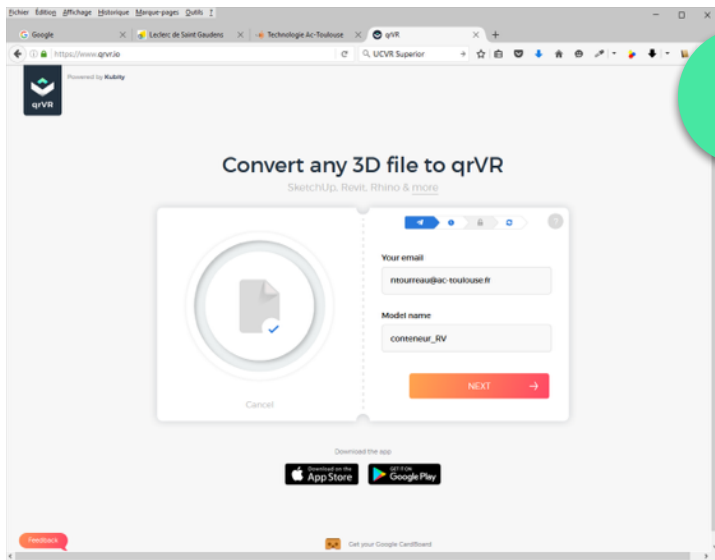 Fichier Édition Affichage Historique Marque-pages Outils ?
Google
Leclerc de Saint Gaudens
Technologie Ac-Toulouse
qrVR
https://www.qrvr.io
UCVR Superior
Powered by Kubity
qrVR
Convert any 3D file to qrVR
SketchUp, Revit, Rhino & more
Your email
ntourreau@ac-toulouse.fr
Model name
conteneur_RV
NEXT
Cancel
Download the app
Download on the
App Store
GET IT ON
Google Play
Feedback
Get your Google CardBoard